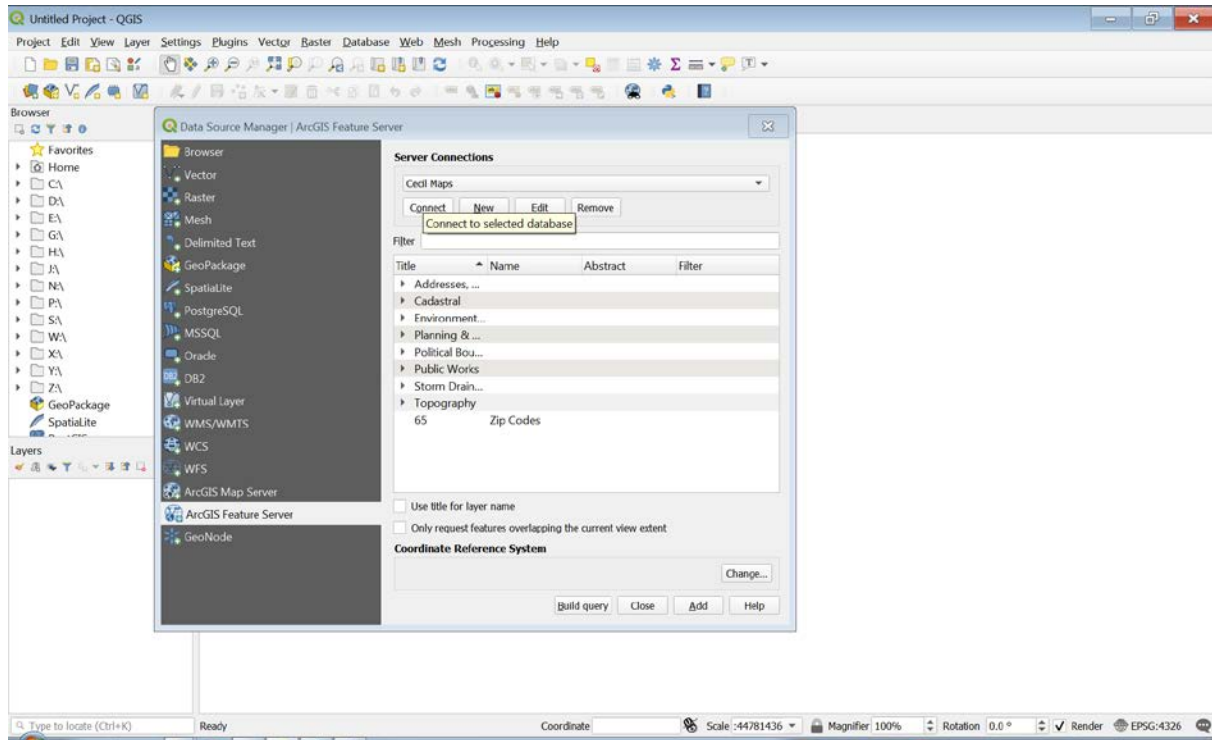 Untitled Project - QGIS
Project Edit View Layer Settings Plugins Vector Raster Database Web Mesh Processing Help
Browser
Favorites
Home
C:\
D:\
E:\
G:\
H:\
J:\
N:\
P:\
S:\
W:\
X:\
Y:\
Z:\
GeoPackage
SpatiaLite
Layers
Data Source Manager | ArcGIS Feature Server
Browser
Vector
Raster
Mesh
Delimited Text
GeoPackage
SpatiaLite
PostgreSQL
MSSQL
Oracle
DB2
Virtual Layer
WMS/WMTS
WCS
WFS
ArcGIS Map Server
ArcGIS Feature Server
GeoNode
Server Connections
Cecil Maps
Connect New Edit Remove
Connect to selected database
Filter
Title Name Abstract Filter
Addresses, ...
Cadastral
Environment...
Planning & ...
Political Bou...
Public Works
Storm Drain...
Topography
65 Zip Codes
Use title for layer name
Only request features overlapping the current view extent
Coordinate Reference System
Change...
Build query Close Add Help
Type to locate (Ctrl+K) Ready Coordinate Scale :44781436 Magnifier 100% Rotation 0.0 ° Render EPSG:4326